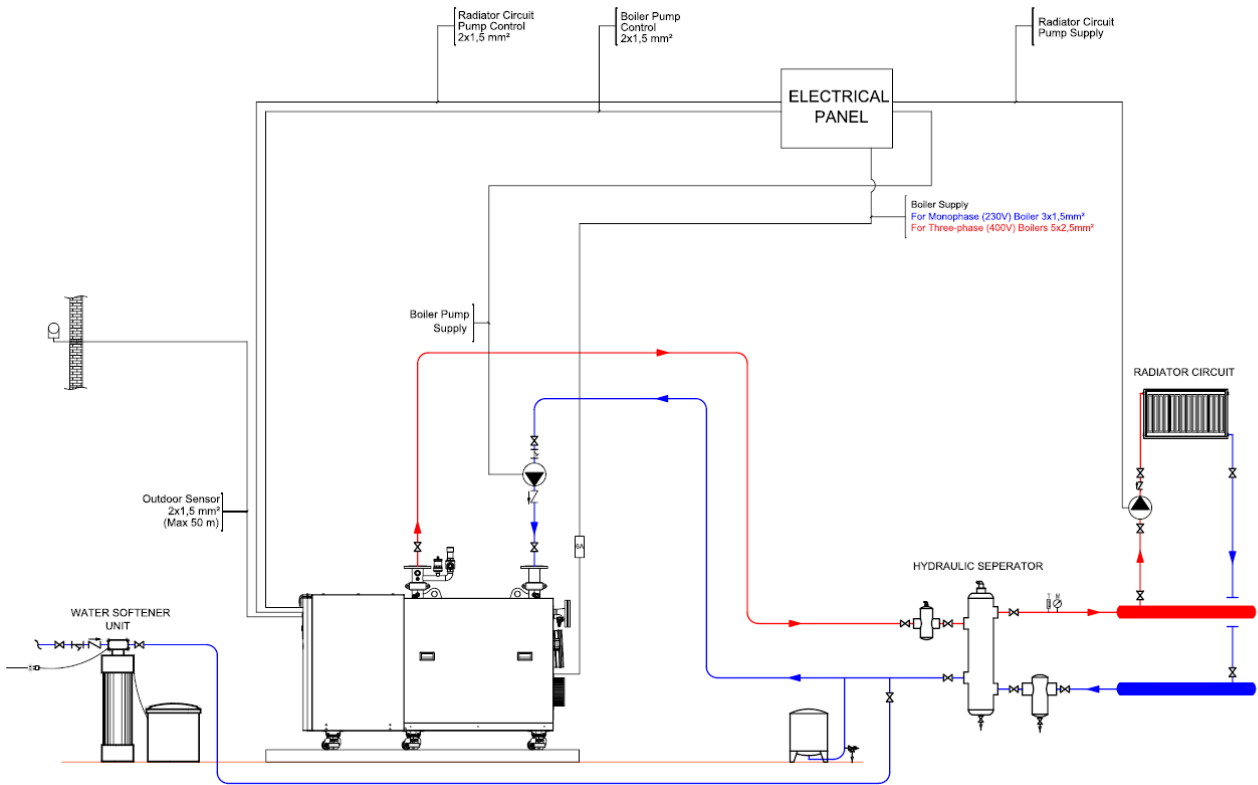 Radiator Circuit
Pump Control
2x1,5 mm²
Boiler Pump
Control
2x1,5 mm²
Radiator Circuit
Pump Supply
ELECTRICAL
PANEL
Boiler Supply
For Monophase (230V) Boiler 3x1,5mm²
For Three-phase (400V) Boilers 5x2,5mm²
Boiler Pump
Supply
RADIATOR CIRCUIT
Outdoor Sensor
2x1,5 mm²
(Max 50 m)
6A
HYDRAULIC SEPERATOR
T M
WATER SOFTENER
UNIT